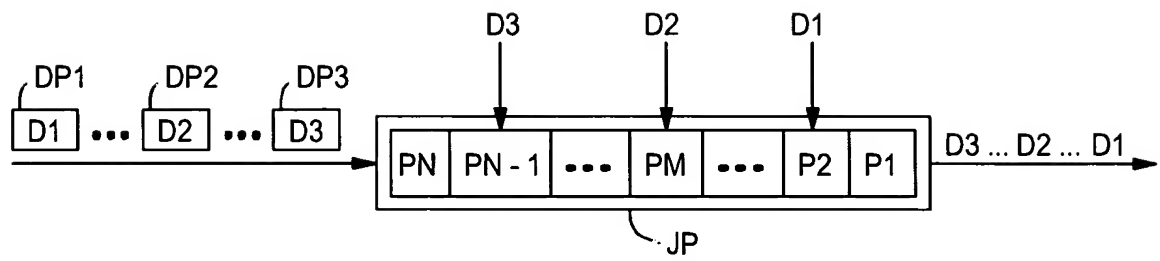 D3 D2 D1
DP1 DP2 DP3
D1 ••• D2 ••• D3
PN PN - 1 ••• PM ••• P2 P1
D3 ... D2 ... D1
JP